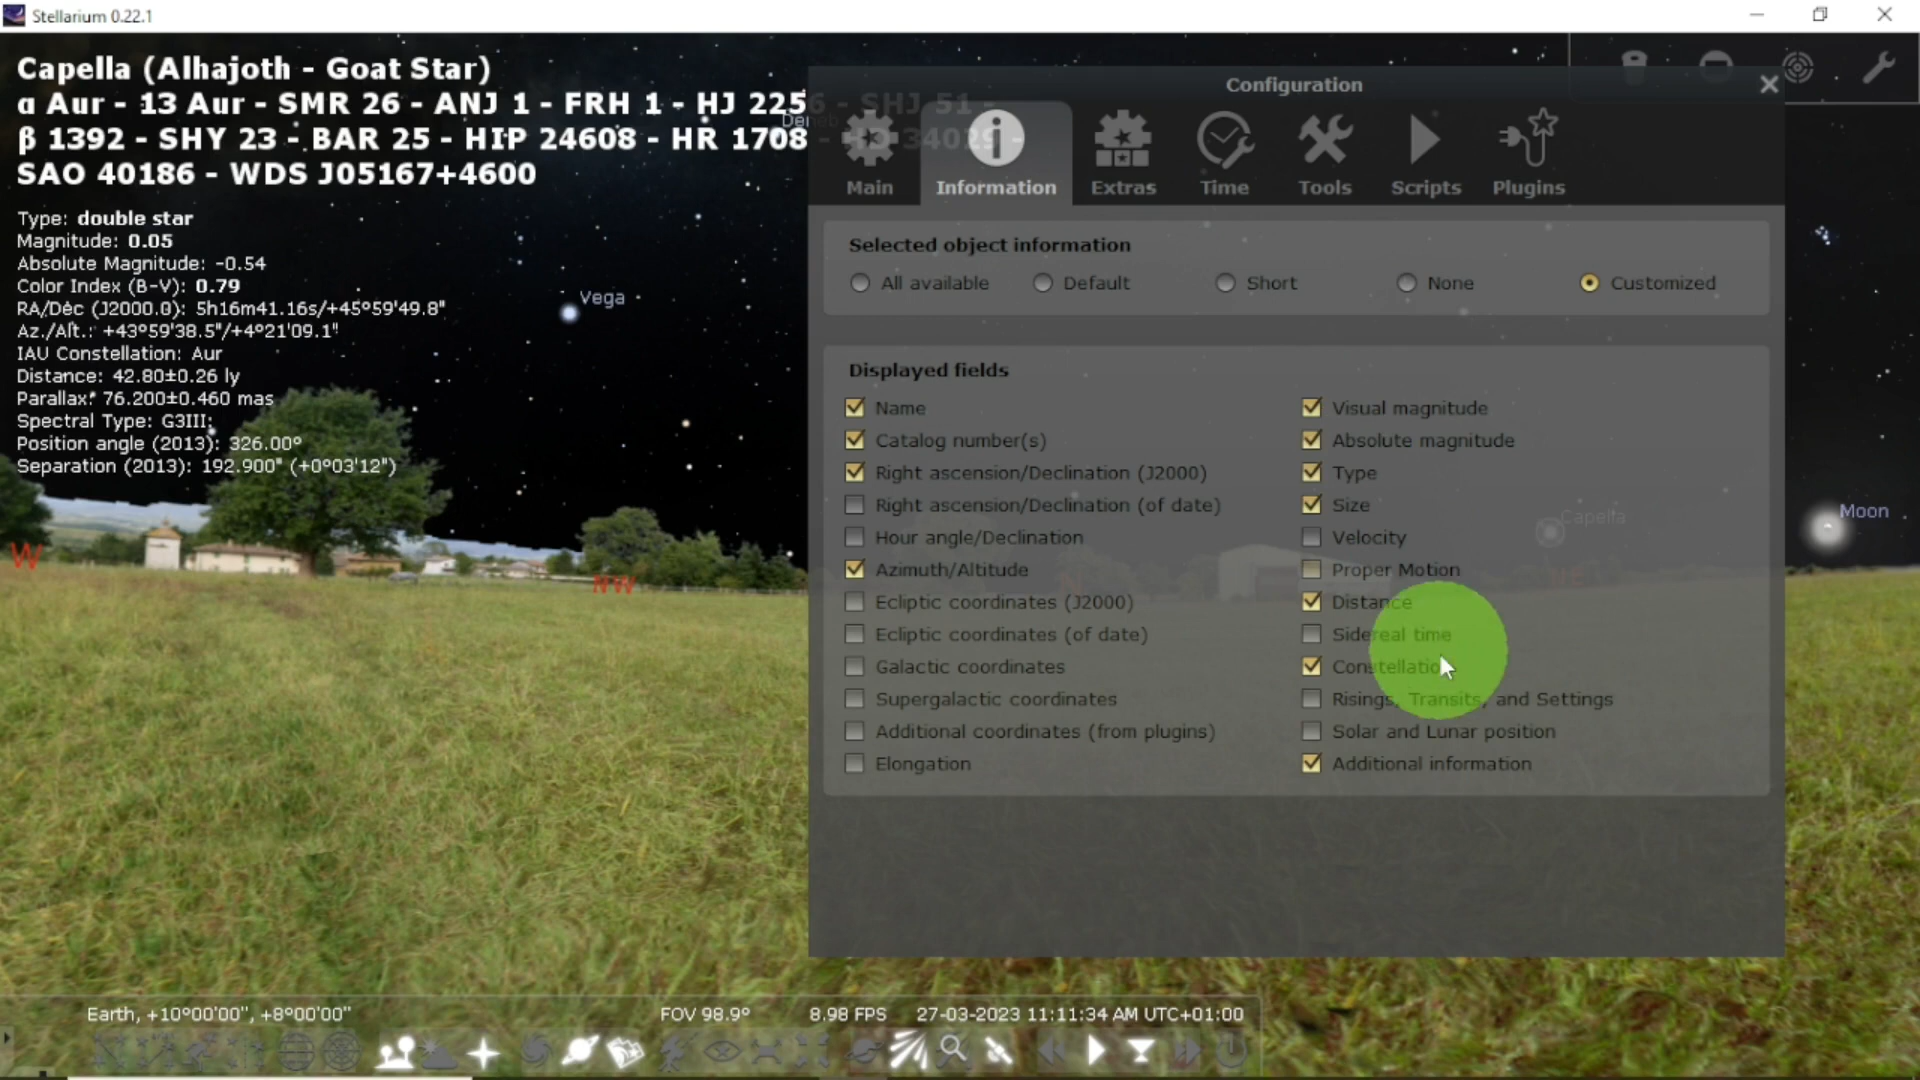 Stellarium 0.22.1
Capella (Alhajoth - Goat Star)
α Aur - 13 Aur - SMR 26 - ANJ 1 - FRH 1 - HJ 2256 - SHJ 51 -
β 1392 - SHY 23 - BAR 25 - HIP 24608 - HR 1708 - HD 34029 -
SAO 40186 - WDS J05167+4600
Type: double star
Magnitude: 0.05
Absolute Magnitude: -0.54
Color Index (B-V): 0.79
RA/Dec (J2000.0): 5h16m41.16s/+45°59'49.8"
Az./Alt.: +43°59'38.5"/+4°21'09.1"
IAU Constellation: Aur
Distance: 42.80±0.26 ly
Parallax: 76.200±0.460 mas
Spectral Type: G3III:
Position angle (2013): 326.00°
Separation (2013): 192.900" (+0°03'12")
Deneb
Vega
Moon
Capella
W
NW
N
NE
Configuration
Main
Information
Extras
Time
Tools
Scripts
Plugins
Selected object information
All available
Default
Short
None
Customized
Displayed fields
Name
Catalog number(s)
Right ascension/Declination (J2000)
Right ascension/Declination (of date)
Hour angle/Declination
Azimuth/Altitude
Ecliptic coordinates (J2000)
Ecliptic coordinates (of date)
Galactic coordinates
Supergalactic coordinates
Additional coordinates (from plugins)
Elongation
Visual magnitude
Absolute magnitude
Type
Size
Velocity
Proper Motion
Distance
Sidereal time
Constellation
Risings, Transits, and Settings
Solar and Lunar position
Additional information
Earth, +10°00'00", +8°00'00"
FOV 98.9°
8.98 FPS
27-03-2023 11:11:34 AM UTC+01:00